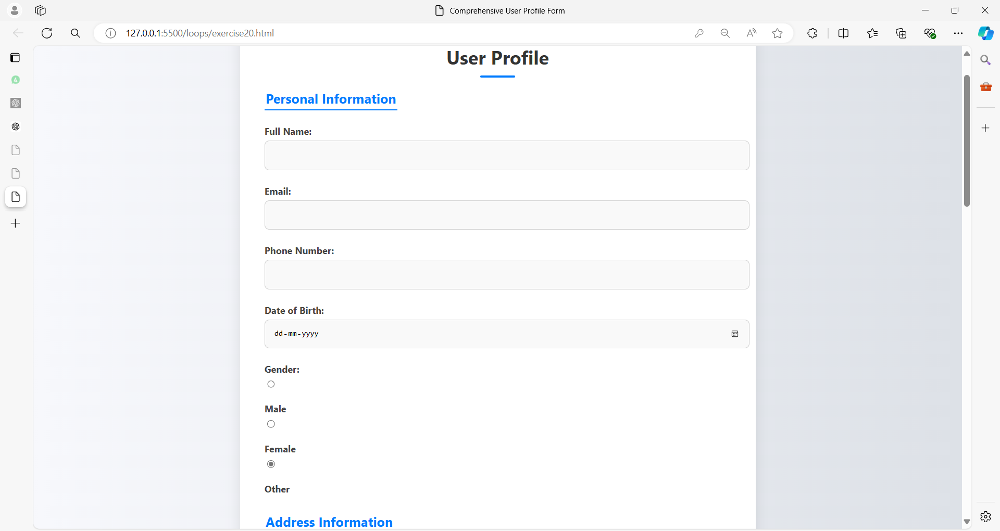 Comprehensive User Profile Form
127.0.0.1:5500/loops/exercise20.html
User Profile
Personal Information
Full Name:
Email:
Phone Number:
Date of Birth:
dd-mm-yyyy
Gender:
Male
Female
Other
Address Information